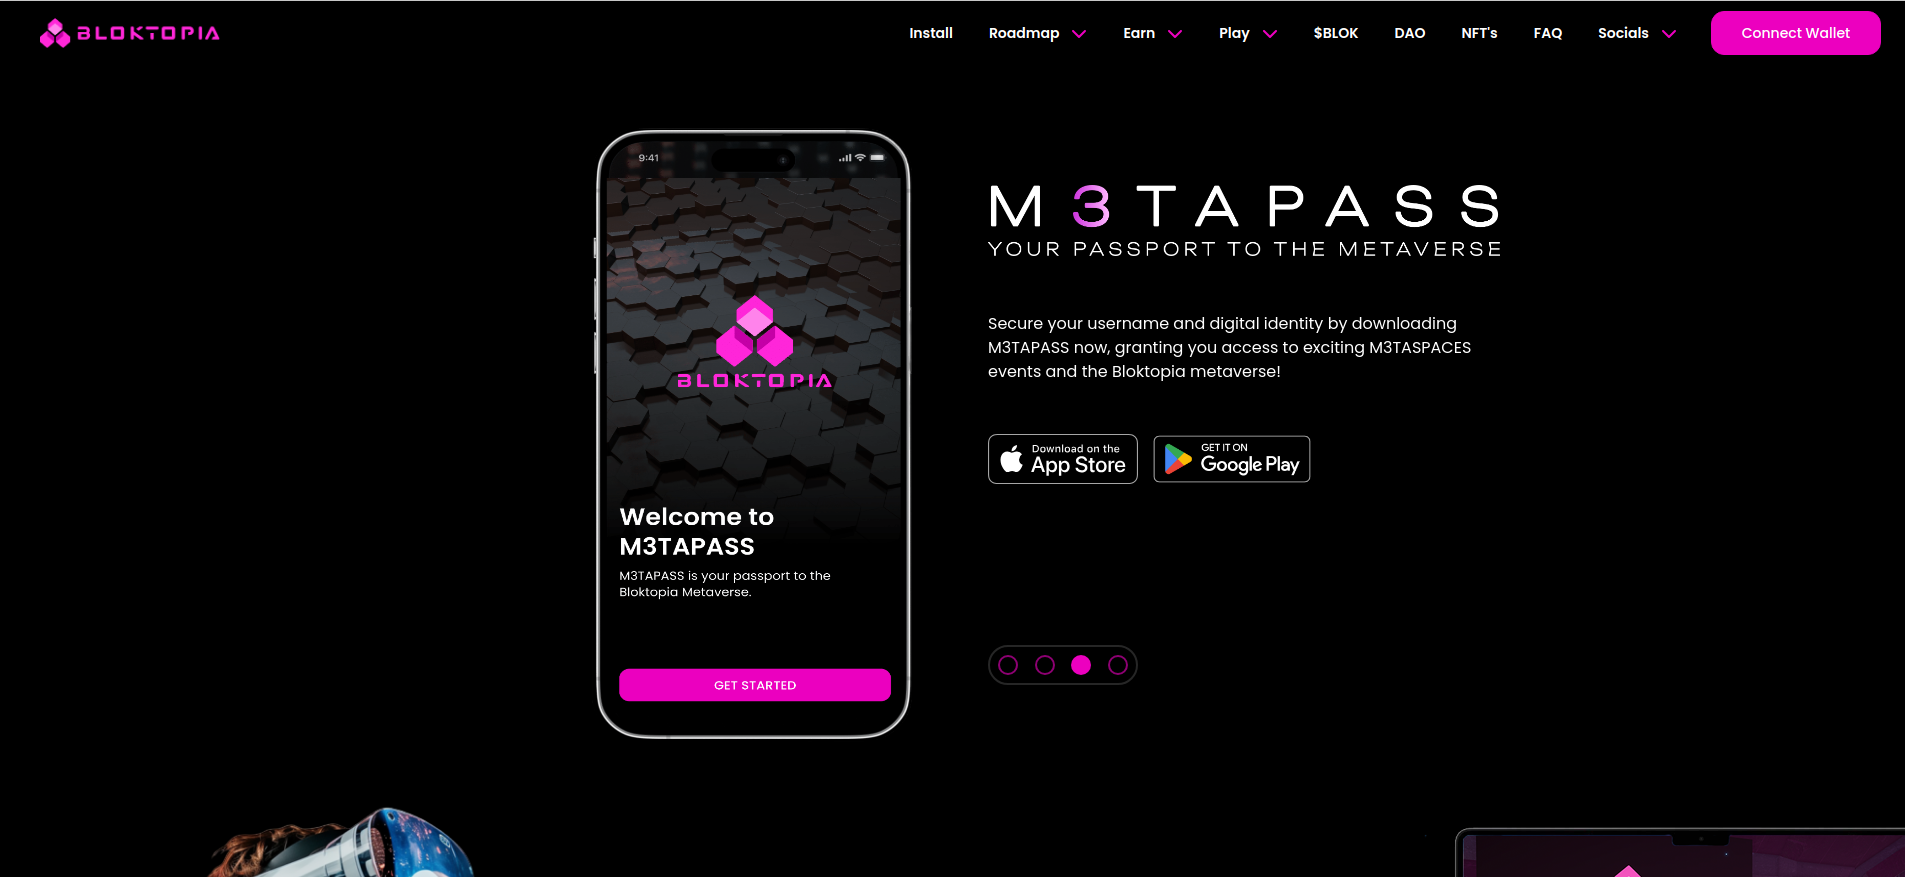 BLOKTOPIA
Install Roadmap Earn Play $BLOK DAO NFT's FAQ Socials Connect Wallet
9:41
BLOKTOPIA
Welcome to
M3TAPASS
M3TAPASS is your passport to the
Bloktopia Metaverse.
GET STARTED
M3TAPASS
YOUR PASSPORT TO THE METAVERSE
Secure your username and digital identity by downloading
M3TAPASS now, granting you access to exciting M3TASPACES
events and the Bloktopia metaverse!
Download on the
App Store
GET IT ON
Google Play